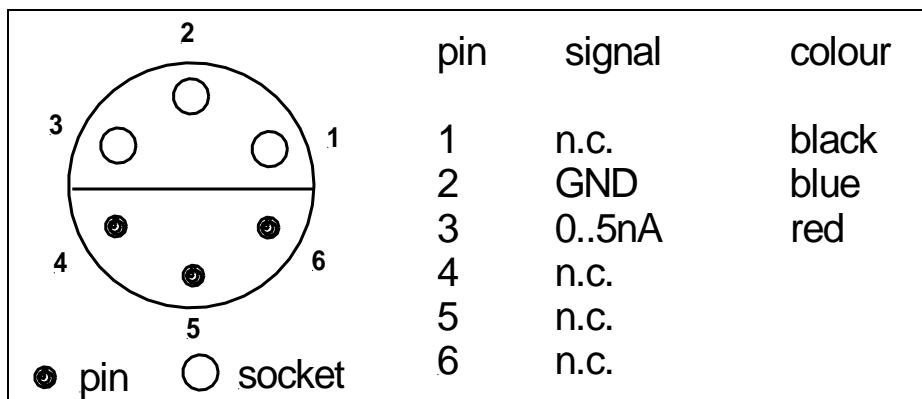 2
3
1
4
6
5
pin
socket
pin signal colour
1 n.c. black
2 GND blue
3 0..5nA red
4 n.c.
5 n.c.
6 n.c.